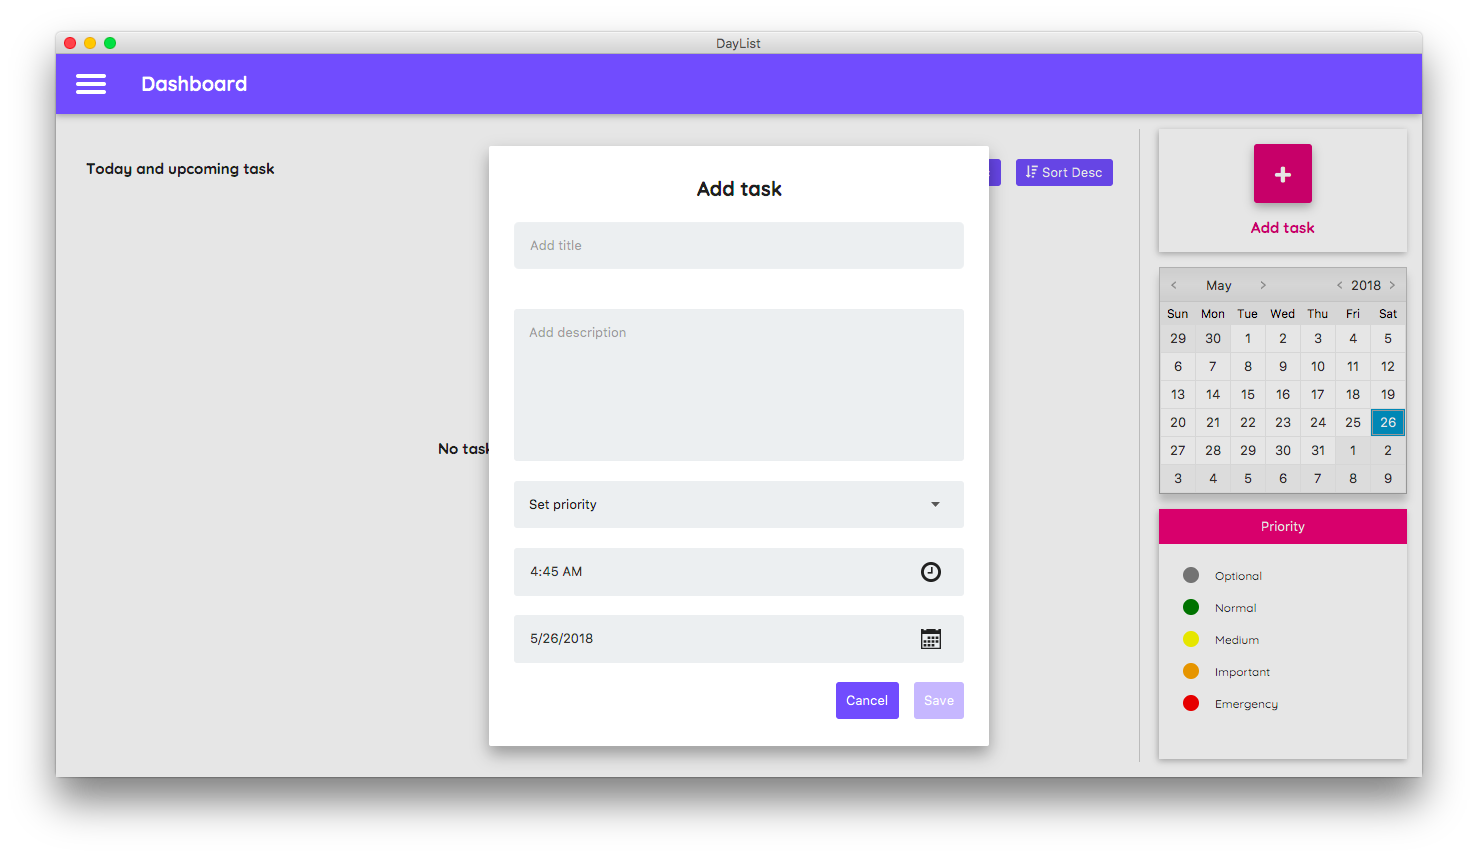 DayList
Dashboard
Today and upcoming task
Sort Desc
No task
Add task
Add title
Add description
Set priority
4:45 AM
5/26/2018
Cancel
Save
Add task
< May > < 2018 >
Sun Mon Tue Wed Thu Fri Sat
29 30 1 2 3 4 5
6 7 8 9 10 11 12
13 14 15 16 17 18 19
20 21 22 23 24 25 26
27 28 29 30 31 1 2
3 4 5 6 7 8 9
Priority
Optional
Normal
Medium
Important
Emergency